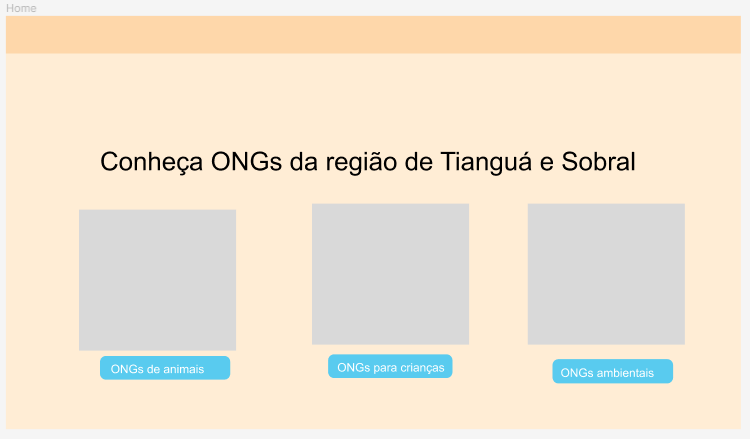 Home
Conheça ONGs da região de Tianguá e Sobral
ONGs de animais
ONGs para crianças
ONGs ambientais